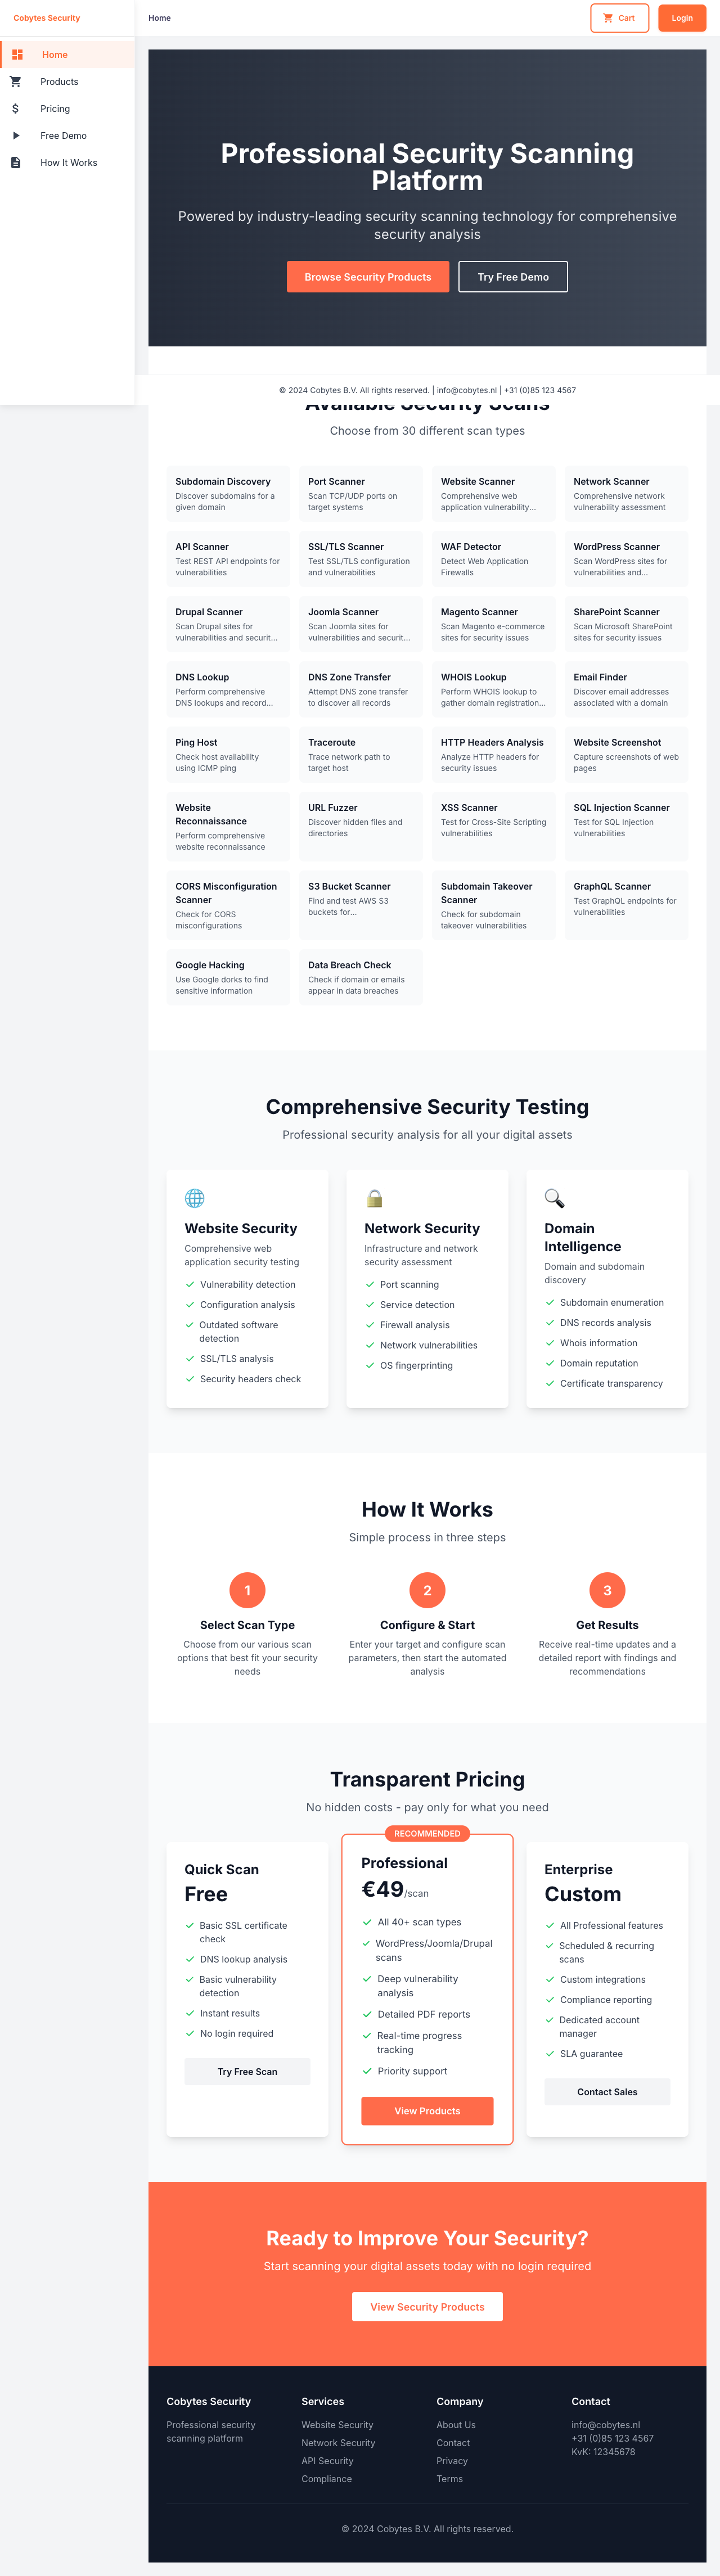 Cobytes Security
Home
Cart
Login
Home
Products
Pricing
Free Demo
How It Works
Professional Security Scanning
Platform
Powered by industry-leading security scanning technology for comprehensive
security analysis
Browse Security Products
Try Free Demo
© 2024 Cobytes B.V. All rights reserved. | info@cobytes.nl | +31 (0)85 123 4567
Available Security Scans
Choose from 30 different scan types
Subdomain Discovery
Discover subdomains for a
given domain
Port Scanner
Scan TCP/UDP ports on
target systems
Website Scanner
Comprehensive web
application vulnerability...
Network Scanner
Comprehensive network
vulnerability assessment
API Scanner
Test REST API endpoints for
vulnerabilities
SSL/TLS Scanner
Test SSL/TLS configuration
and vulnerabilities
WAF Detector
Detect Web Application
Firewalls
WordPress Scanner
Scan WordPress sites for
vulnerabilities and...
Drupal Scanner
Scan Drupal sites for
vulnerabilities and securit...
Joomla Scanner
Scan Joomla sites for
vulnerabilities and securit...
Magento Scanner
Scan Magento e-commerce
sites for security issues
SharePoint Scanner
Scan Microsoft SharePoint
sites for security issues
DNS Lookup
Perform comprehensive
DNS lookups and record...
DNS Zone Transfer
Attempt DNS zone transfer
to discover all records
WHOIS Lookup
Perform WHOIS lookup to
gather domain registration...
Email Finder
Discover email addresses
associated with a domain
Ping Host
Check host availability
using ICMP ping
Traceroute
Trace network path to
target host
HTTP Headers Analysis
Analyze HTTP headers for
security issues
Website Screenshot
Capture screenshots of web
pages
Website
Reconnaissance
Perform comprehensive
website reconnaissance
URL Fuzzer
Discover hidden files and
directories
XSS Scanner
Test for Cross-Site Scripting
vulnerabilities
SQL Injection Scanner
Test for SQL Injection
vulnerabilities
CORS Misconfiguration
Scanner
Check for CORS
misconfigurations
S3 Bucket Scanner
Find and test AWS S3
buckets for...
Subdomain Takeover
Scanner
Check for subdomain
takeover vulnerabilities
GraphQL Scanner
Test GraphQL endpoints for
vulnerabilities
Google Hacking
Use Google dorks to find
sensitive information
Data Breach Check
Check if domain or emails
appear in data breaches
Comprehensive Security Testing
Professional security analysis for all your digital assets
Website Security
Comprehensive web
application security testing
Vulnerability detection
Configuration analysis
Outdated software
detection
SSL/TLS analysis
Security headers check
Network Security
Infrastructure and network
security assessment
Port scanning
Service detection
Firewall analysis
Network vulnerabilities
OS fingerprinting
Domain
Intelligence
Domain and subdomain
discovery
Subdomain enumeration
DNS records analysis
Whois information
Domain reputation
Certificate transparency
How It Works
Simple process in three steps
1
Select Scan Type
Choose from our various scan
options that best fit your security
needs
2
Configure & Start
Enter your target and configure scan
parameters, then start the automated
analysis
3
Get Results
Receive real-time updates and a
detailed report with findings and
recommendations
Transparent Pricing
No hidden costs - pay only for what you need
Quick Scan
Free
Basic SSL certificate
check
DNS lookup analysis
Basic vulnerability
detection
Instant results
No login required
Try Free Scan
RECOMMENDED
Professional
€49/scan
All 40+ scan types
WordPress/Joomla/Drupal
scans
Deep vulnerability
analysis
Detailed PDF reports
Real-time progress
tracking
Priority support
View Products
Enterprise
Custom
All Professional features
Scheduled & recurring
scans
Custom integrations
Compliance reporting
Dedicated account
manager
SLA guarantee
Contact Sales
Ready to Improve Your Security?
Start scanning your digital assets today with no login required
View Security Products
Cobytes Security
Professional security
scanning platform
Services
Website Security
Network Security
API Security
Compliance
Company
About Us
Contact
Privacy
Terms
Contact
info@cobytes.nl
+31 (0)85 123 4567
KvK: 12345678
© 2024 Cobytes B.V. All rights reserved.